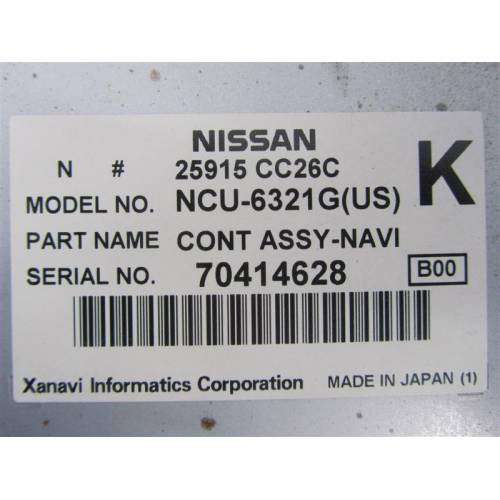 NISSAN
N # 25915 CC26C K
MODEL NO. NCU-6321G(US)
PART NAME CONT ASSY-NAVI
SERIAL NO. 70414628 B00
Xanavi Informatics Corporation MADE IN JAPAN (1)